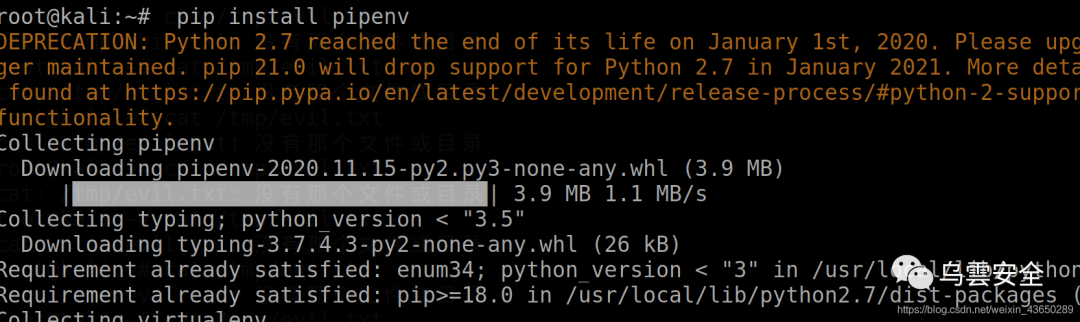 root@kali:~# pip install pipenv
DEPRECATION: Python 2.7 reached the end of its life on January 1st, 2020. Please upg
ger maintained. pip 21.0 will drop support for Python 2.7 in January 2021. More deta
found at https://pip.pypa.io/en/latest/development/release-process/#python-2-suppor
functionality.
Collecting pipenv
Downloading pipenv-2020.11.15-py2.py3-none-any.whl (3.9 MB)
|tmp/evil.txt: 没有那个文件或目录| 3.9 MB 1.1 MB/s
Collecting typing; python_version < "3.5"
Downloading typing-3.7.4.3-py2-none-any.whl (26 kB)
Requirement already satisfied: enum34; python_version < "3" in /usr/local/lib/python
Requirement already satisfied: pip>=18.0 in /usr/local/lib/python2.7/dist-packages (
Collecting virtualenv
乌雲安全
https://blog.csdn.net/weixin_43650289